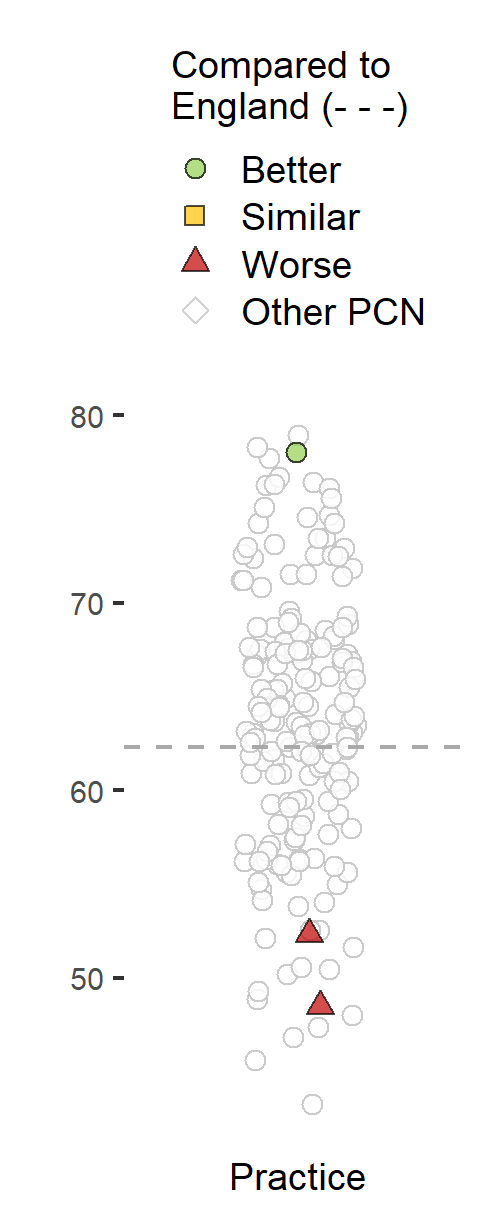 Compared to
England (- - -)
Better
Similar
Worse
Other PCN
80
70
60
50
Practice